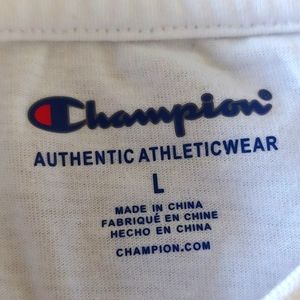 Champion
AUTHENTIC ATHLETICWEAR
L
MADE IN CHINA
FABRIQUÉ EN CHINE
HECHO EN CHINA
CHAMPION.COM